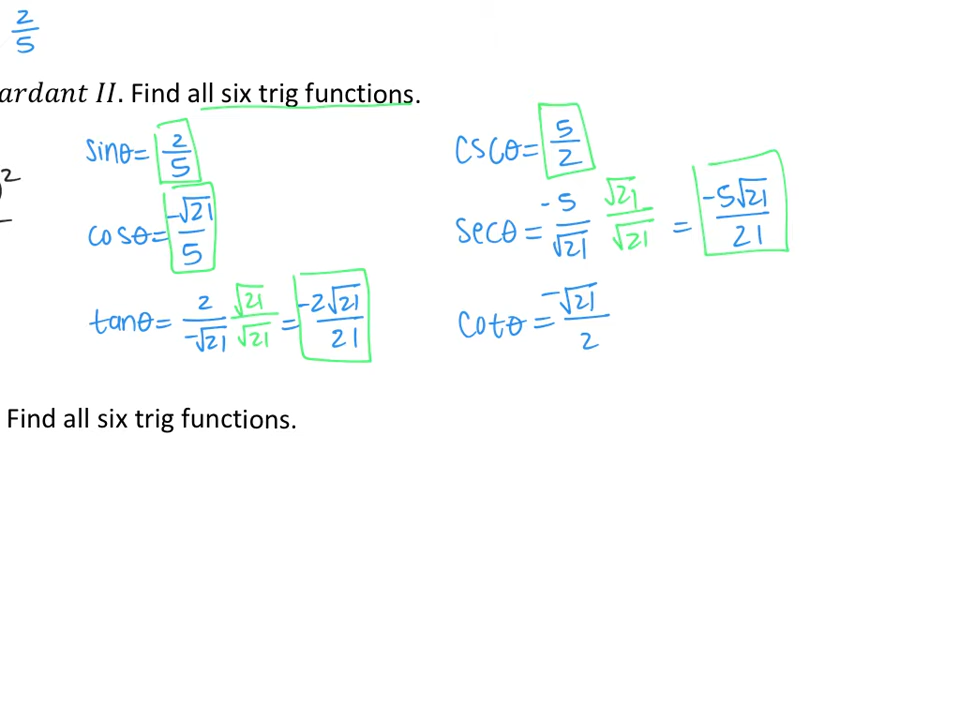 2/5
ardant II. Find all six trig functions.
2
sinθ = 2/5
cosθ = -√21/5
tanθ = 2/-√21 √21/√21 = -2√21/21
cscθ = 5/2
secθ = -5/√21 √21/√21 = -5√21/21
cotθ = -√21/2
Find all six trig functions.